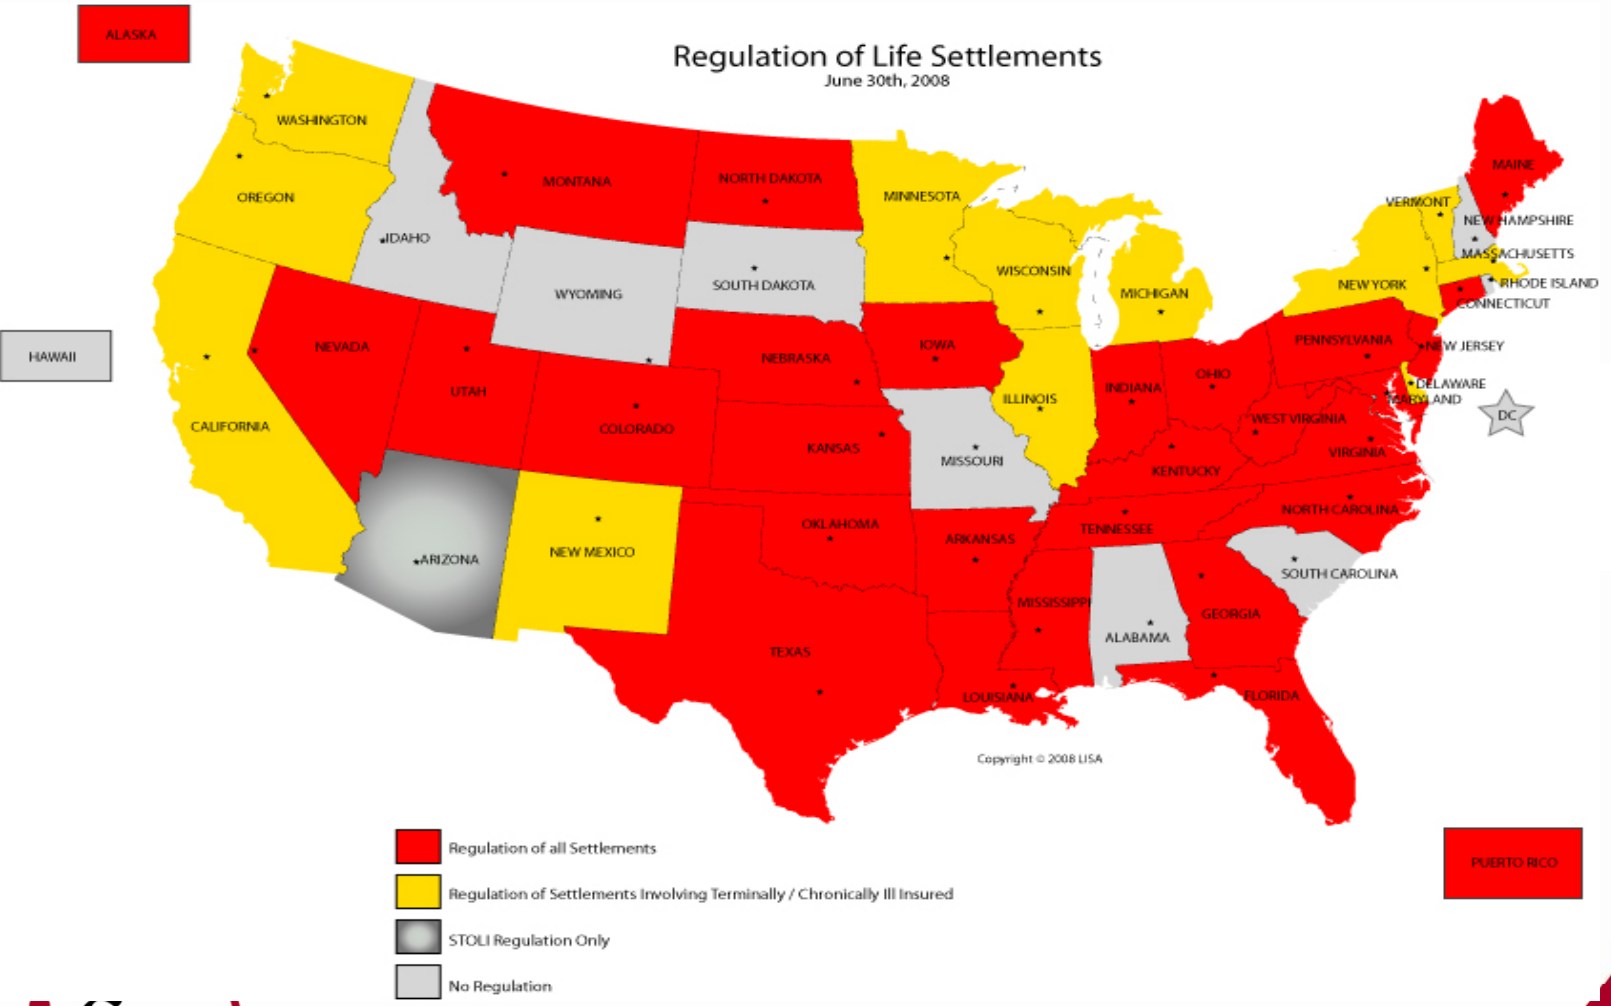 ALASKA
Regulation of Life Settlements
June 30th, 2008
WASHINGTON
OREGON
IDAHO
MONTANA
NORTH DAKOTA
MINNESOTA
MAINE
VERMONT
NEW HAMPSHIRE
MASSACHUSETTS
WYOMING
SOUTH DAKOTA
WISCONSIN
MICHIGAN
NEW YORK
RHODE ISLAND
CONNECTICUT
HAWAII
NEVADA
UTAH
NEBRASKA
IOWA
PENNSYLVANIA
NEW JERSEY
CALIFORNIA
COLORADO
KANSAS
MISSOURI
ILLINOIS
INDIANA
OHIO
DELAWARE
MARYLAND
DC
WEST VIRGINIA
VIRGINIA
KENTUCKY
ARIZONA
NEW MEXICO
OKLAHOMA
ARKANSAS
TENNESSEE
NORTH CAROLINA
SOUTH CAROLINA
MISSISSIPPI
ALABAMA
GEORGIA
TEXAS
LOUISIANA
FLORIDA
Copyright © 2008 LISA
PUERTO RICO
Regulation of all Settlements
Regulation of Settlements Involving Terminally / Chronically Ill Insured
STOLI Regulation Only
No Regulation